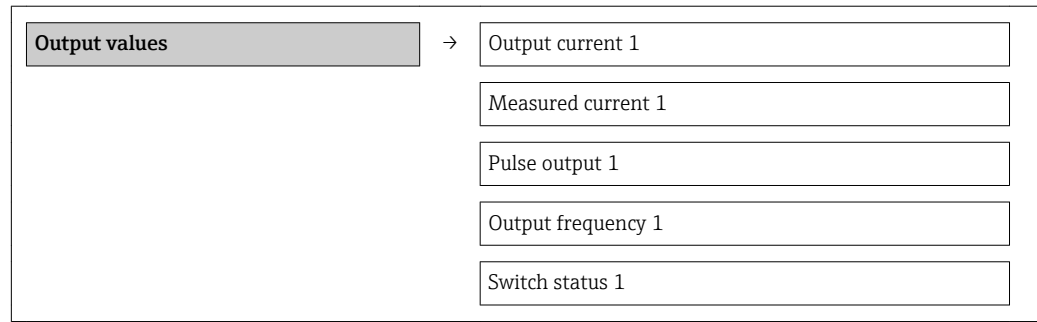 Output values → Output current 1
Measured current 1
Pulse output 1
Output frequency 1
Switch status 1